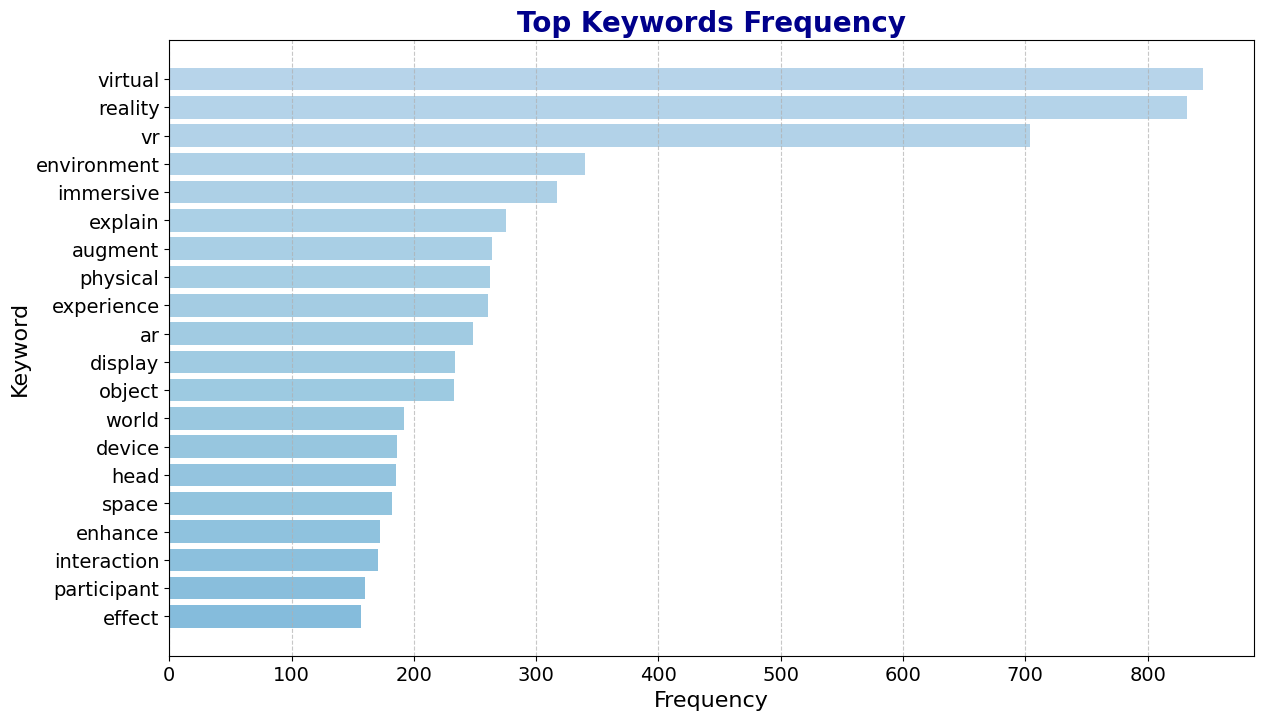 Top Keywords Frequency
Keyword
virtual
reality
vr
environment
immersive
explain
augment
physical
experience
ar
display
object
world
device
head
space
enhance
interaction
participant
effect
0 100 200 300 400 500 600 700 800
Frequency